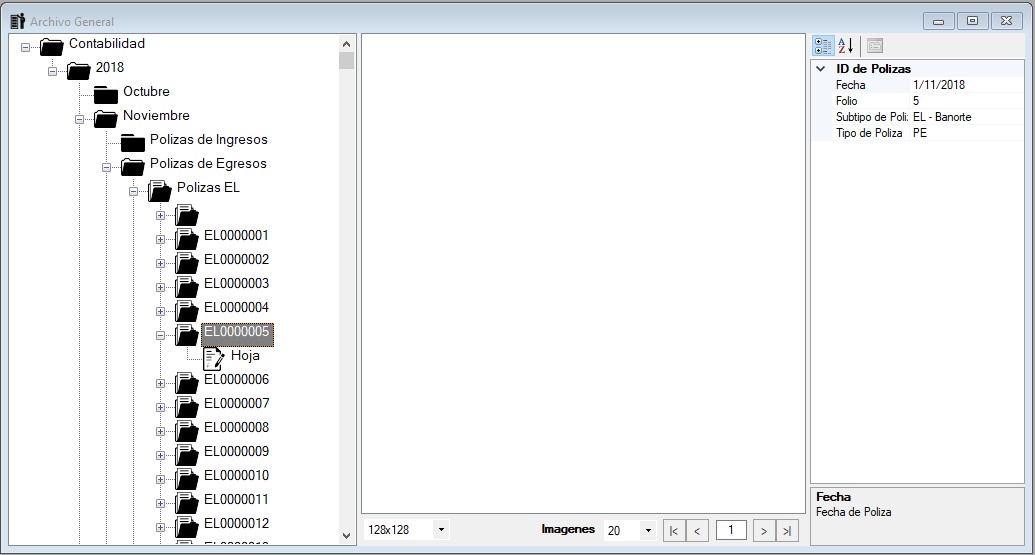 Archivo General
Contabilidad
2018
Octubre
Noviembre
Polizas de Ingresos
Polizas de Egresos
Polizas EL
EL0000001
EL0000002
EL0000003
EL0000004
EL0000005
Hoja
EL0000006
EL0000007
EL0000008
EL0000009
EL0000010
EL0000011
EL0000012
128x128
Imagenes 20
|< < 1 > >|
ID de Polizas
Fecha 1/11/2018
Folio 5
Subtipo de Poli: EL - Banorte
Tipo de Poliza PE
Fecha
Fecha de Poliza